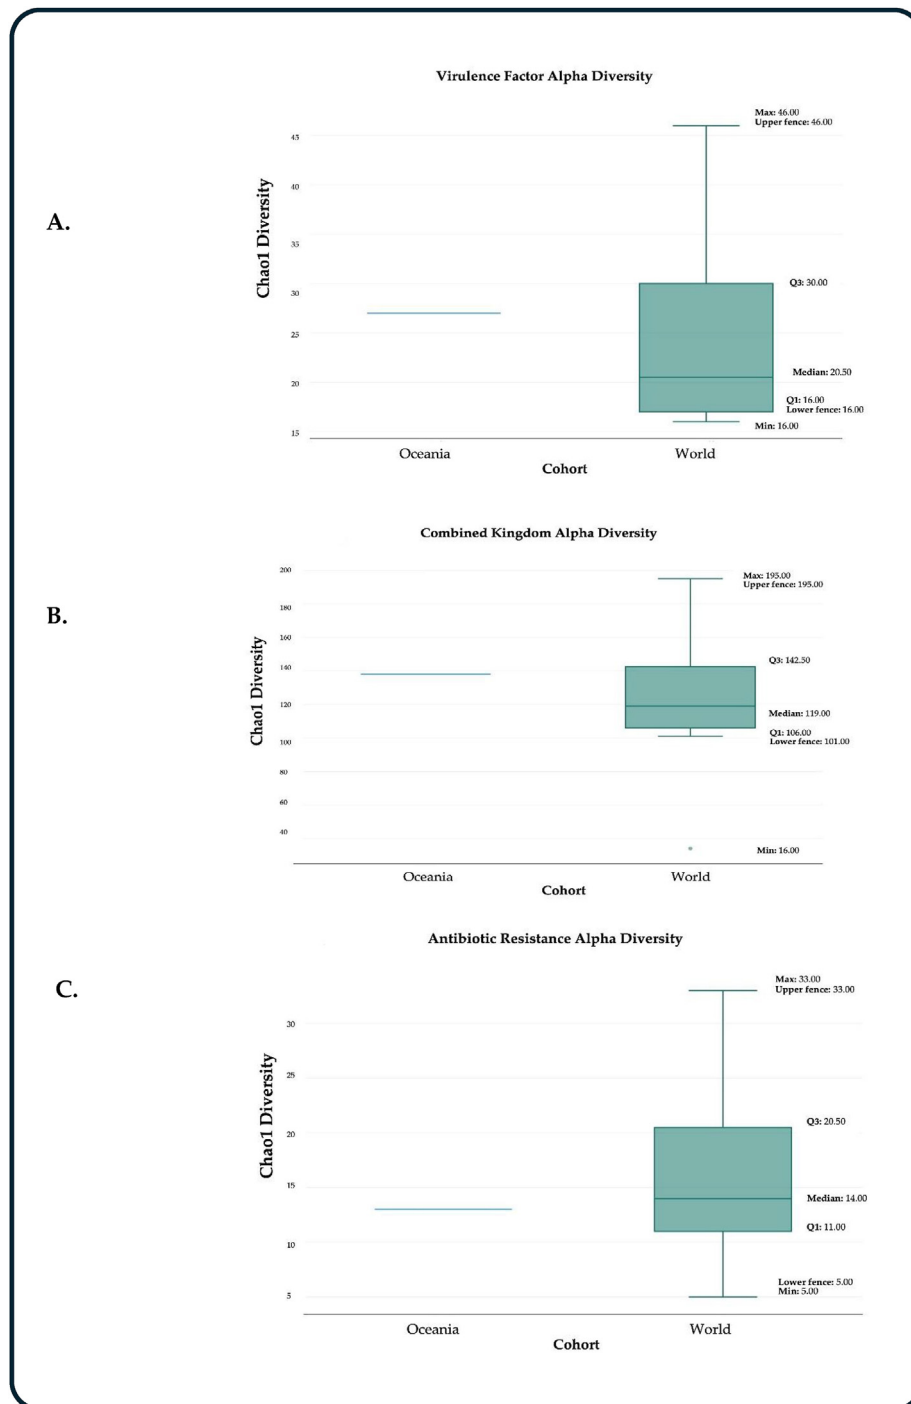 Virulence Factor Alpha Diversity
A.
Chao1 Diversity
45
40
35
30
25
20
15
Max: 46.00
Upper fence: 46.00
Q3: 30.00
Median: 20.50
Q1: 16.00
Lower fence: 16.00
Min: 16.00
Oceania
World
Cohort
Combined Kingdom Alpha Diversity
B.
Chao1 Diversity
200
180
160
140
120
100
80
60
40
Max: 195.00
Upper fence: 195.00
Q3: 142.50
Median: 119.00
Q1: 106.00
Lower fence: 101.00
Min: 16.00
Oceania
World
Cohort
Antibiotic Resistance Alpha Diversity
C.
Chao1 Diversity
30
25
20
15
10
5
Max: 33.00
Upper fence: 33.00
Q3: 20.50
Median: 14.00
Q1: 11.00
Lower fence: 5.00
Min: 5.00
Oceania
World
Cohort